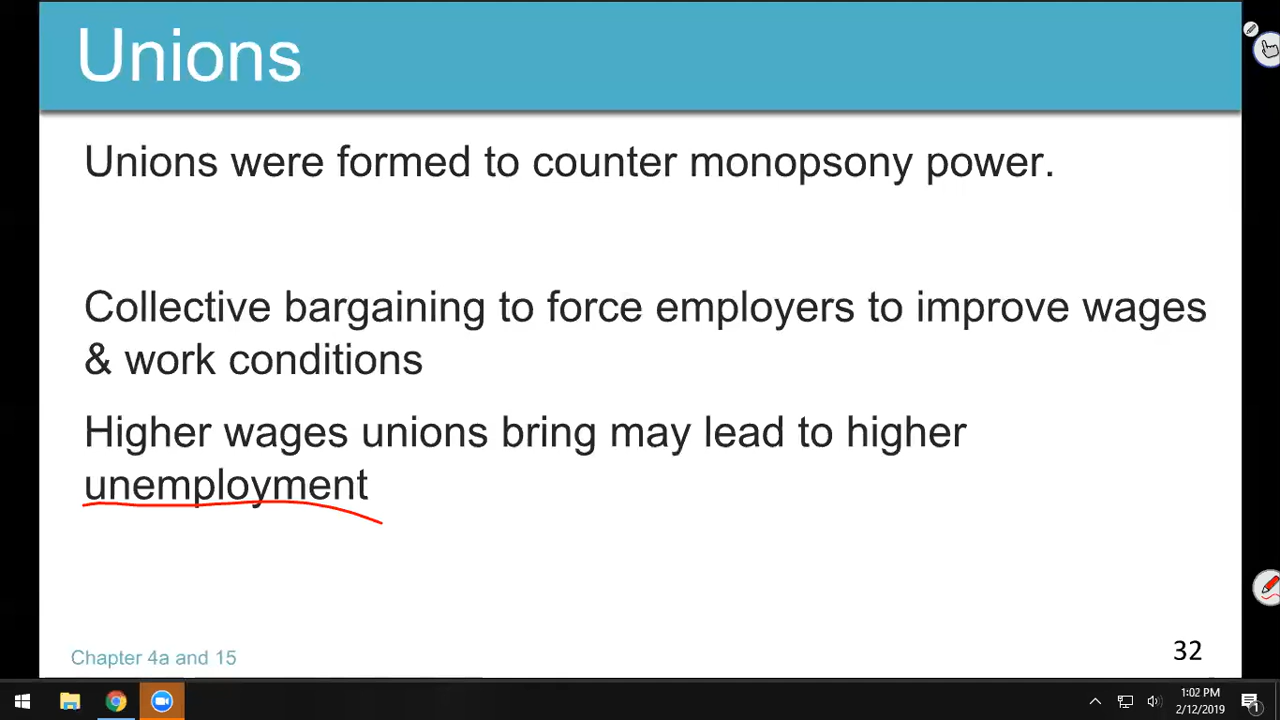 Unions
Unions were formed to counter monopsony power.
Collective bargaining to force employers to improve wages
& work conditions
Higher wages unions bring may lead to higher
unemployment
Chapter 4a and 15
32
1:02 PM
2/12/2019
1